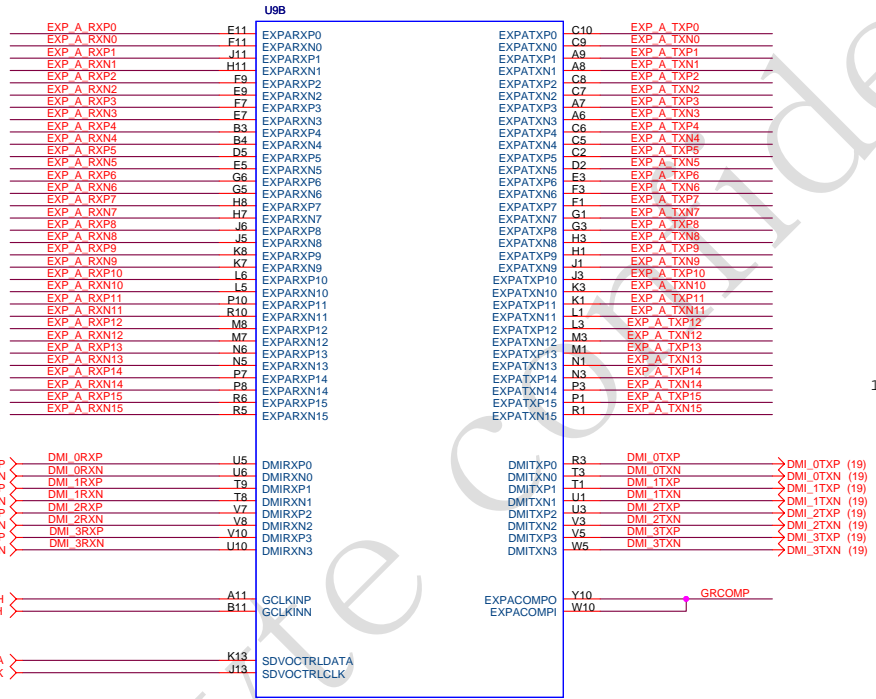 U9B
EXP_A_RXP0 E11 EXPARXP0 EXPATXP0 C10 EXP_A_TXP0
EXP_A_RXN0 F11 EXPARXN0 EXPATXN0 C9 EXP_A_TXN0
EXP_A_RXP1 J11 EXPARXP1 EXPATXP1 A9 EXP_A_TXP1
EXP_A_RXN1 H11 EXPARXN1 EXPATXN1 A8 EXP_A_TXN1
EXP_A_RXP2 F9 EXPARXP2 EXPATXP2 C8 EXP_A_TXP2
EXP_A_RXN2 E9 EXPARXN2 EXPATXN2 C7 EXP_A_TXN2
EXP_A_RXP3 F7 EXPARXP3 EXPATXP3 A7 EXP_A_TXP3
EXP_A_RXN3 E7 EXPARXN3 EXPATXN3 A6 EXP_A_TXN3
EXP_A_RXP4 B3 EXPARXP4 EXPATXP4 C6 EXP_A_TXP4
EXP_A_RXN4 B4 EXPARXN4 EXPATXN4 C5 EXP_A_TXN4
EXP_A_RXP5 D5 EXPARXP5 EXPATXP5 C2 EXP_A_TXP5
EXP_A_RXN5 E5 EXPARXN5 EXPATXN5 D2 EXP_A_TXN5
EXP_A_RXP6 G6 EXPARXP6 EXPATXP6 E3 EXP_A_TXP6
EXP_A_RXN6 G5 EXPARXN6 EXPATXN6 F3 EXP_A_TXN6
EXP_A_RXP7 H8 EXPARXP7 EXPATXP7 F1 EXP_A_TXP7
EXP_A_RXN7 H7 EXPARXN7 EXPATXN7 G1 EXP_A_TXN7
EXP_A_RXP8 J6 EXPARXP8 EXPATXP8 G3 EXP_A_TXP8
EXP_A_RXN8 J5 EXPARXN8 EXPATXN8 H3 EXP_A_TXN8
EXP_A_RXP9 K8 EXPARXP9 EXPATXP9 H1 EXP_A_TXP9
EXP_A_RXN9 K7 EXPARXN9 EXPATXN9 J1 EXP_A_TXN9
EXP_A_RXP10 L6 EXPARXP10 EXPATXP10 J3 EXP_A_TXP10
EXP_A_RXN10 L5 EXPARXN10 EXPATXN10 K3 EXP_A_TXN10
EXP_A_RXP11 P10 EXPARXP11 EXPATXP11 K1 EXP_A_TXP11
EXP_A_RXN11 R10 EXPARXN11 EXPATXN11 L1 EXP_A_TXN11
EXP_A_RXP12 M8 EXPARXP12 EXPATXP12 L3 EXP_A_TXP12
EXP_A_RXN12 M7 EXPARXN12 EXPATXN12 M3 EXP_A_TXN12
EXP_A_RXP13 N6 EXPARXP13 EXPATXP13 M1 EXP_A_TXP13
EXP_A_RXN13 N5 EXPARXN13 EXPATXN13 N1 EXP_A_TXN13
EXP_A_RXP14 P7 EXPARXP14 EXPATXP14 N3 EXP_A_TXP14
EXP_A_RXN14 P8 EXPARXN14 EXPATXN14 P3 EXP_A_TXN14
EXP_A_RXP15 R6 EXPARXP15 EXPATXP15 P1 EXP_A_TXP15
EXP_A_RXN15 R5 EXPARXN15 EXPATXN15 R1 EXP_A_TXN15
P DMI_0RXP U5 DMIRXP0 DMITXP0 R3 DMI_0TXP DMI_0TXP (19)
N DMI_0RXN U6 DMIRXN0 DMITXN0 T3 DMI_0TXN DMI_0TXN (19)
P DMI_1RXP T9 DMIRXP1 DMITXP1 T1 DMI_1TXP DMI_1TXP (19)
N DMI_1RXN T8 DMIRXN1 DMITXN1 U1 DMI_1TXN DMI_1TXN (19)
P DMI_2RXP V7 DMIRXP2 DMITXP2 U3 DMI_2TXP DMI_2TXP (19)
N DMI_2RXN V8 DMIRXN2 DMITXN2 V3 DMI_2TXN DMI_2TXN (19)
P DMI_3RXP V10 DMIRXP3 DMITXP3 V5 DMI_3TXP DMI_3TXP (19)
N DMI_3RXN U10 DMIRXN3 DMITXN3 W5 DMI_3TXN DMI_3TXN (19)
H A11 GCLKINP EXPACOMPO Y10 GRCOMP
H B11 GCLKINN EXPACOMPI W10
A K13 SDVOCTRLDATA
K J13 SDVOCTRLCLK